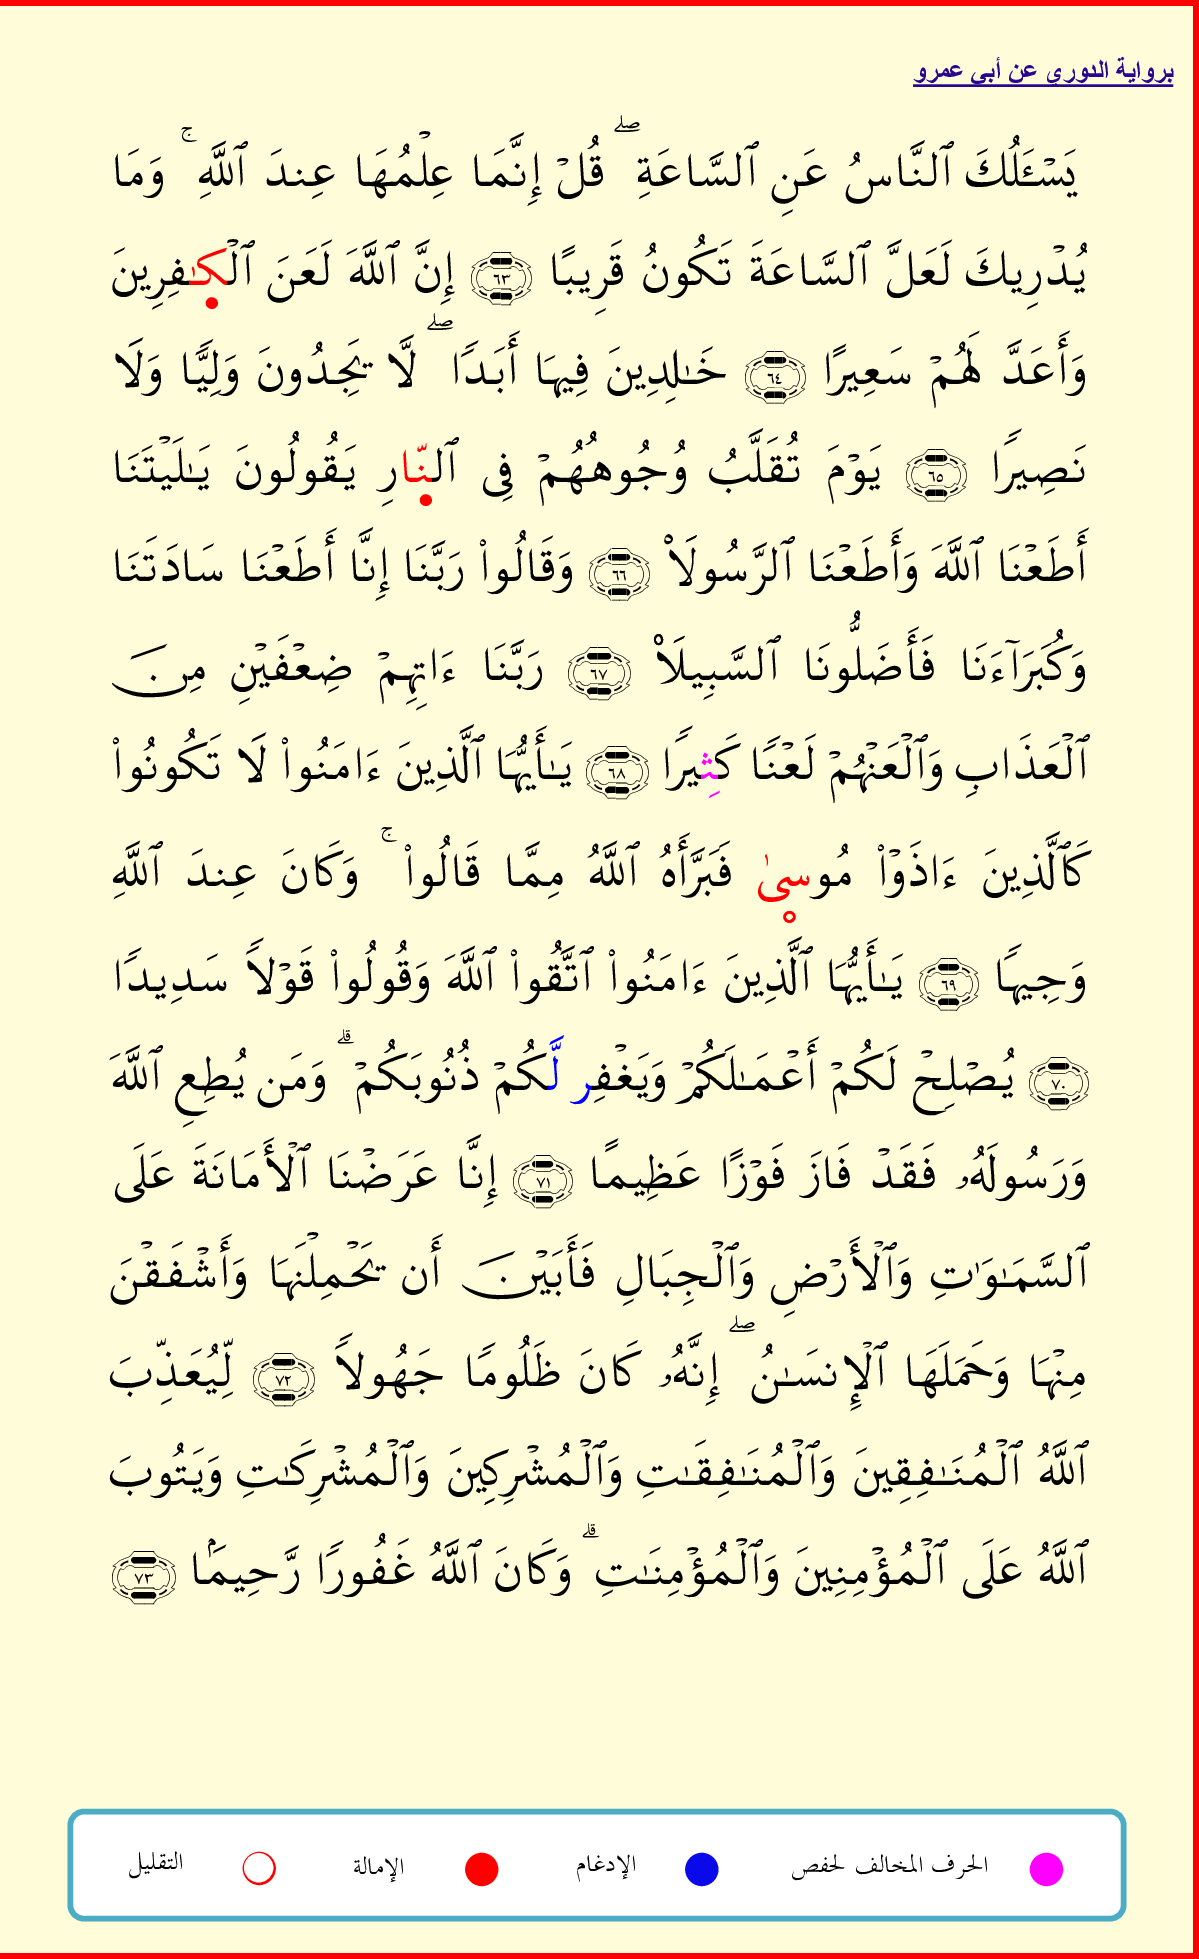 برواية الدوري عن أبي عمرو
يَسْـَٔلُكَ ٱلنَّاسُ عَنِ ٱلسَّاعَةِ ۖ قُلْ إِنَّمَا عِلْمُهَا عِندَ ٱللَّهِ ۚ وَمَا
يُدْرِيكَ لَعَلَّ ٱلسَّاعَةَ تَكُونُ قَرِيبًا ٦٣ إِنَّ ٱللَّهَ لَعَنَ ٱلْكَـٰفِرِينَ
وَأَعَدَّ لَهُمْ سَعِيرًا ٦٤ خَـٰلِدِينَ فِيهَا أَبَدًا ۖ لَّا يَجِدُونَ وَلِيًّا وَلَا
نَصِيرًا ٦٥ يَوْمَ تُقَلَّبُ وُجُوهُهُمْ فِى ٱلنّارِ يَقُولُونَ يَـٰلَيْتَنَا
أَطَعْنَا ٱللَّهَ وَأَطَعْنَا ٱلرَّسُولَاْ ٦٦ وَقَالُوا۟ رَبَّنَا إِنَّا أَطَعْنَا سَادَتَنَا
وَكُبَرَآءَنَا فَأَضَلُّونَا ٱلسَّبِيلَاْ ٦٧ رَبَّنَا ءَاتِهِمْ ضِعْفَيْنِ مِنَ
ٱلْعَذَابِ وَٱلْعَنْهُمْ لَعْنًا كَثِيرًا ٦٨ يَـٰأَيُّهَا ٱلَّذِينَ ءَامَنُوا۟ لَا تَكُونُوا۟
كَٱلَّذِينَ ءَاذَوْا۟ مُوسىٰ فَبَرَّأَهُ ٱللَّهُ مِمَّا قَالُوا۟ ۚ وَكَانَ عِندَ ٱللَّهِ
وَجِيهًا ٦٩ يَـٰأَيُّهَا ٱلَّذِينَ ءَامَنُوا۟ ٱتَّقُوا۟ ٱللَّهَ وَقُولُوا۟ قَوْلًا سَدِيدًا
٧٠ يُصْلِحْ لَكُمْ أَعْمَـٰلَكُمْ وَيَغْفِر لَّكُمْ ذُنُوبَكُمْ ۗ وَمَن يُطِعِ ٱللَّهَ
وَرَسُولَهُۥ فَقَدْ فَازَ فَوْزًا عَظِيمًا ٧١ إِنَّا عَرَضْنَا ٱلْأَمَانَةَ عَلَى
ٱلسَّمَـٰوَٰتِ وَٱلْأَرْضِ وَٱلْجِبَالِ فَأَبَيْنَ أَن يَحْمِلْنَهَا وَأَشْفَقْنَ
مِنْهَا وَحَمَلَهَا ٱلْإِنسَـٰنُ ۖ إِنَّهُۥ كَانَ ظَلُومًا جَهُولًا ٧٢ لِّيُعَذِّبَ
ٱللَّهُ ٱلْمُنَـٰفِقِينَ وَٱلْمُنَـٰفِقَـٰتِ وَٱلْمُشْرِكِينَ وَٱلْمُشْرِكَـٰتِ وَيَتُوبَ
ٱللَّهُ عَلَى ٱلْمُؤْمِنِينَ وَٱلْمُؤْمِنَـٰتِ ۗ وَكَانَ ٱللَّهُ غَفُورًا رَّحِيمًۢا ٧٣
الحرف المخالف لحفص الإدغام الإمالة التقليل